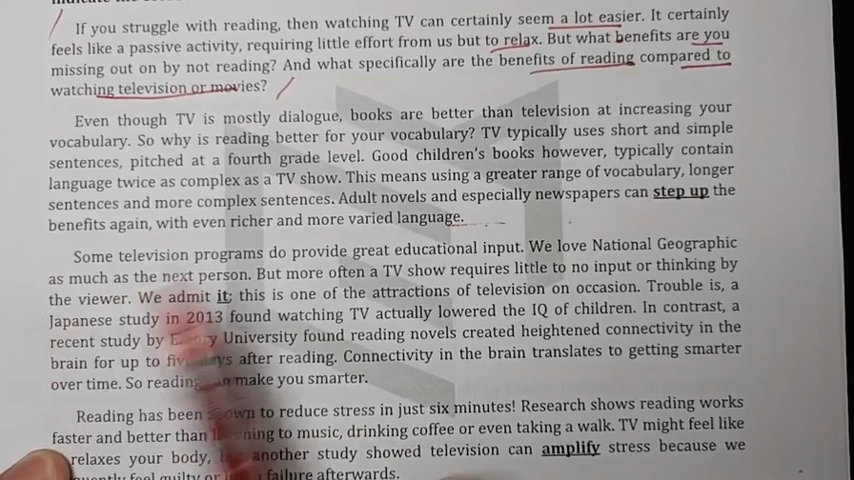 If you struggle with reading, then watching TV can certainly seem a lot easier. It certainly
feels like a passive activity, requiring little effort from us but to relax. But what benefits are you
missing out on by not reading? And what specifically are the benefits of reading compared to
watching television or movies?
Even though TV is mostly dialogue, books are better than television at increasing your
vocabulary. So why is reading better for your vocabulary? TV typically uses short and simple
sentences, pitched at a fourth grade level. Good children's books however, typically contain
language twice as complex as a TV show. This means using a greater range of vocabulary, longer
sentences and more complex sentences. Adult novels and especially newspapers can step up the
benefits again, with even richer and more varied language.
Some television programs do provide great educational input. We love National Geographic
as much as the next person. But more often a TV show requires little to no input or thinking by
the viewer. We admit it; this is one of the attractions of television on occasion. Trouble is, a
Japanese study in 2013 found watching TV actually lowered the IQ of children. In contrast, a
recent study by University found reading novels created heightened connectivity in the
brain for up to five days after reading. Connectivity in the brain translates to getting smarter
over time. So reading can make you smarter.
Reading has been shown to reduce stress in just six minutes! Research shows reading works
faster and better than listening to music, drinking coffee or even taking a walk. TV might feel like
relaxes your body, another study showed television can amplify stress because we
feel guilty or failure afterwards.